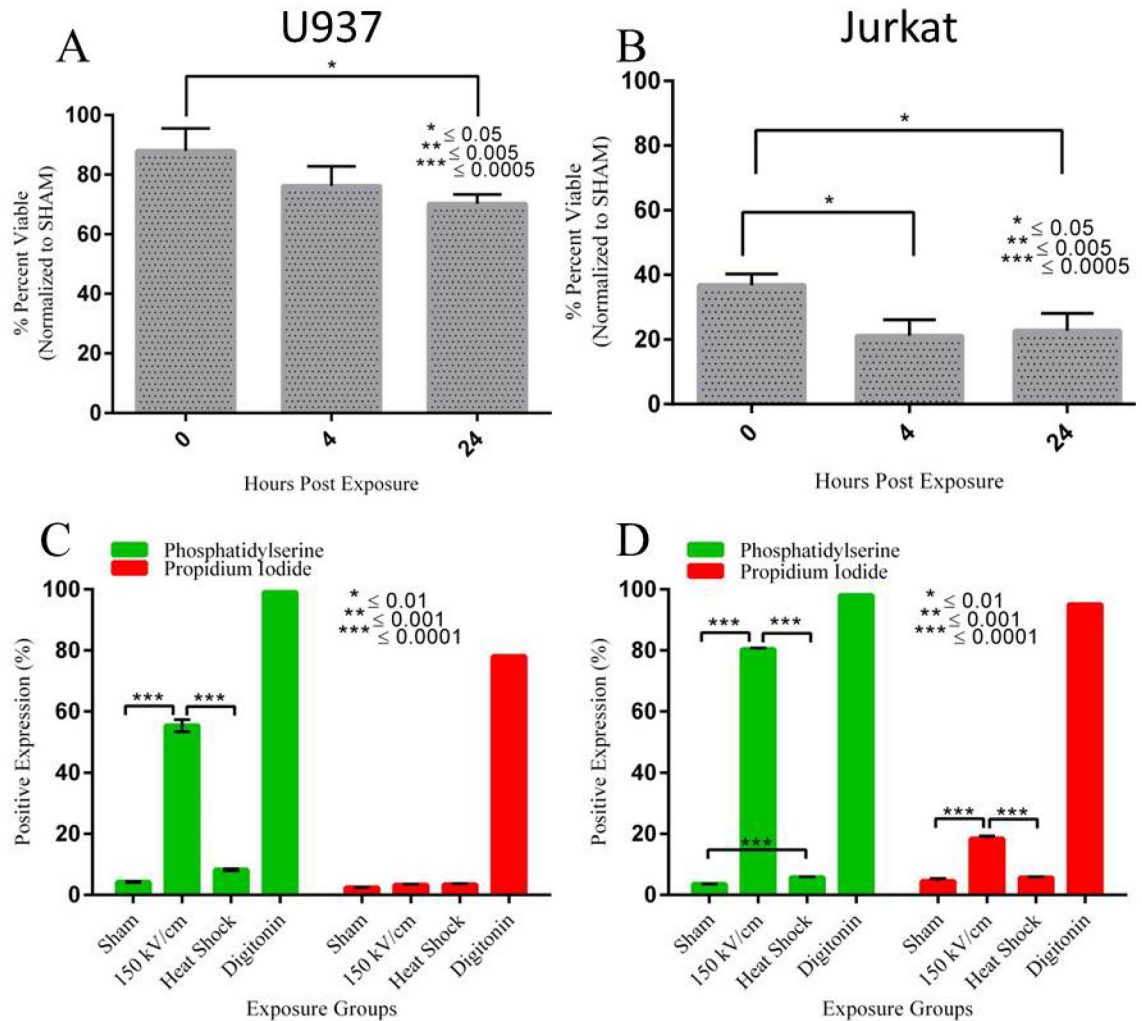 U937
Jurkat
A
*
100
80
60
40
20
0
% Percent Viable
(Normalized to SHAM)
* ≤ 0.05
** ≤ 0.005
*** ≤ 0.0005
0 4 24
Hours Post Exposure
B
*
*
100
80
60
40
20
0
% Percent Viable
(Normalized to SHAM)
* ≤ 0.05
** ≤ 0.005
*** ≤ 0.0005
0 4 24
Hours Post Exposure
C
Phosphatidylserine
Propidium Iodide
100
80
60
40
20
0
Positive Expression (%)
* ≤ 0.01
** ≤ 0.001
*** ≤ 0.0001
*** ***
Sham 150 kV/cm Heat Shock Digitonin Sham 150 kV/cm Heat Shock Digitonin
Exposure Groups
D
Phosphatidylserine
Propidium Iodide
100
80
60
40
20
0
Positive Expression (%)
* ≤ 0.01
** ≤ 0.001
*** ≤ 0.0001
*** ***
***
*** ***
Sham 150 kV/cm Heat Shock Digitonin Sham 150 kV/cm Heat Shock Digitonin
Exposure Groups